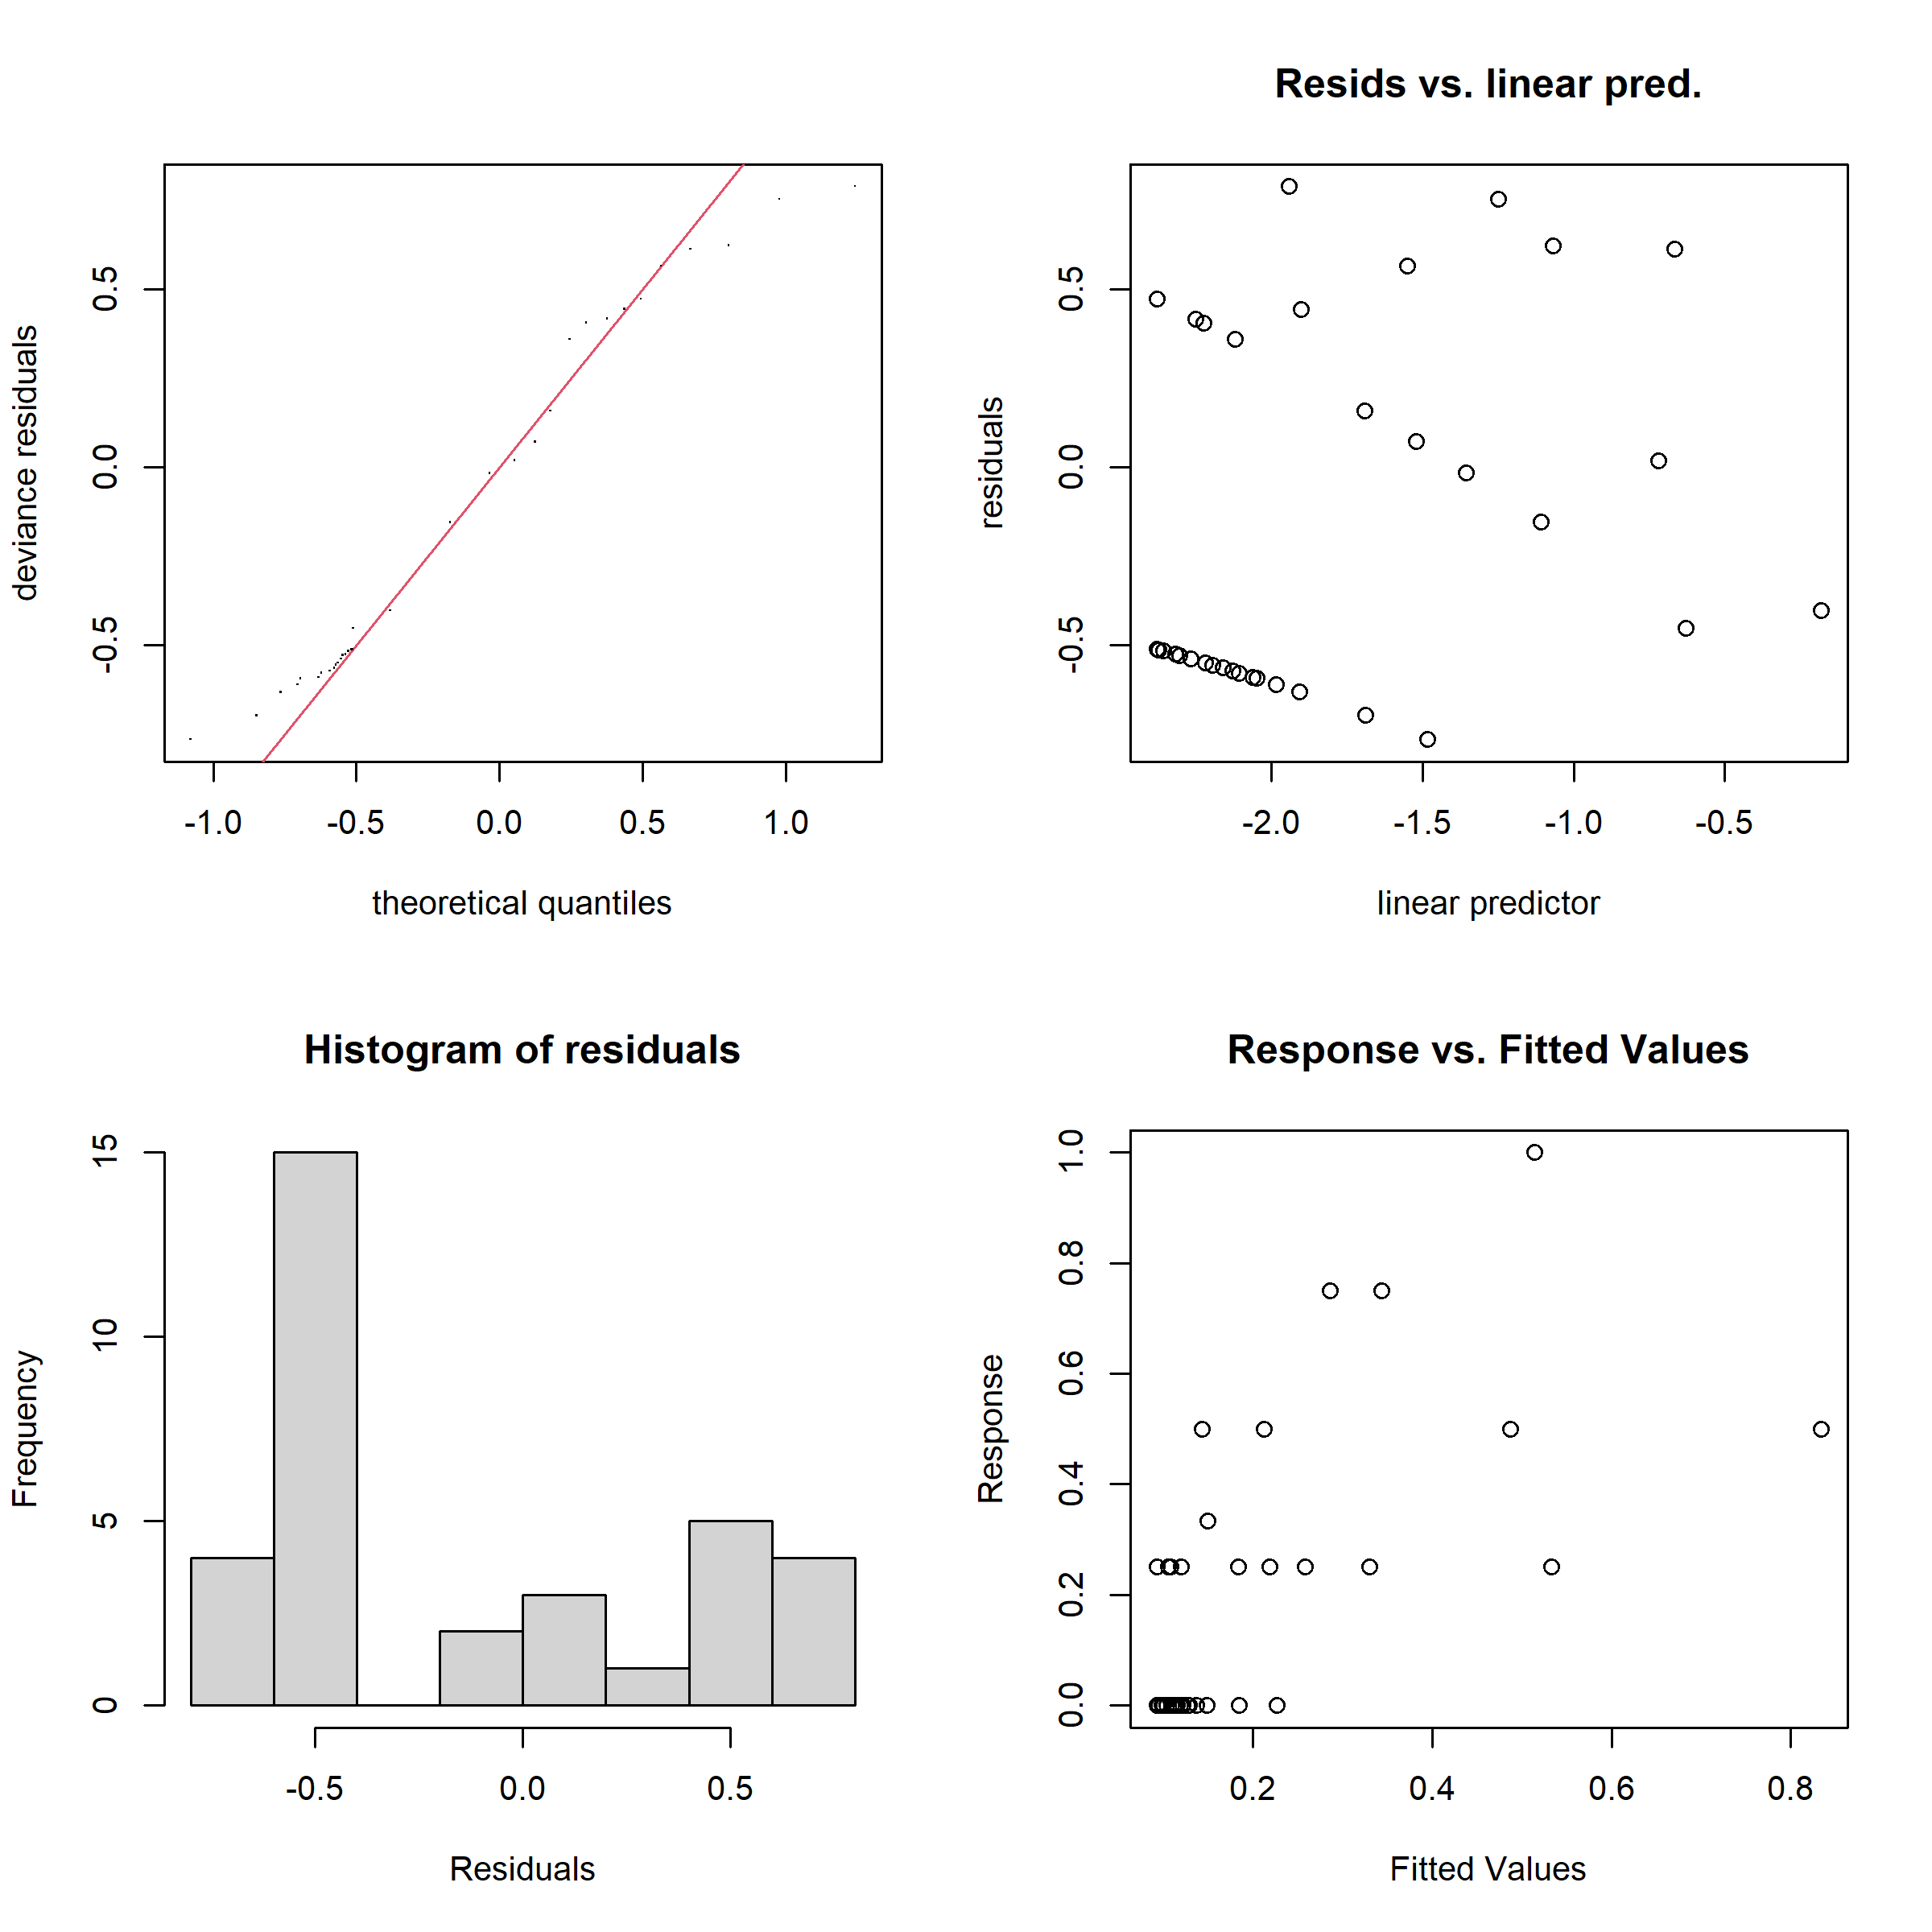 deviance residuals
0.5
0.0
-0.5
-1.0 -0.5 0.0 0.5 1.0
theoretical quantiles
Resids vs. linear pred.
residuals
0.5
0.0
-0.5
-2.0 -1.5 -1.0 -0.5
linear predictor
Histogram of residuals
Frequency
15
10
5
0
-0.5 0.0 0.5
Residuals
Response vs. Fitted Values
Response
1.0
0.8
0.6
0.4
0.2
0.0
0.2 0.4 0.6 0.8
Fitted Values